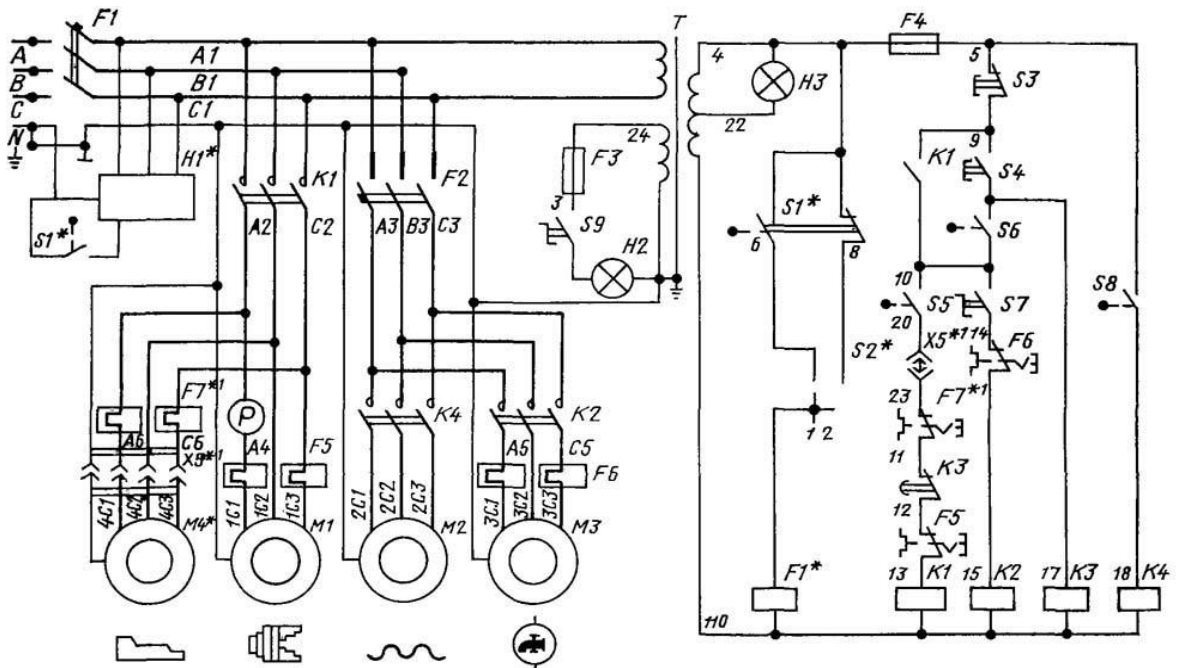 F1
T
F4
A
A1
4
5
S3
B
B1
H3
C
C1
22
9
N
H1*
24
F3
K1
S4
K1
F2
3
S1*
S6
S1*
A2
C2
A3
B3
C3
S9
6
8
H2
10
S8
S5
S7
20
X5*1
14
F6
S2*
F7*1
23
F7*1
P
K4
K2
1
2
A6
C6
A4
F5
A5
C5
11
K3
X9*1
F6
12
4C1
4C2
4C3
1C1
1C2
1C3
2C1
2C2
2C3
3C1
3C2
3C3
F5
M4*
M1
M2
M3
F1*
13
K1
15
K2
17
K3
18
K4
110